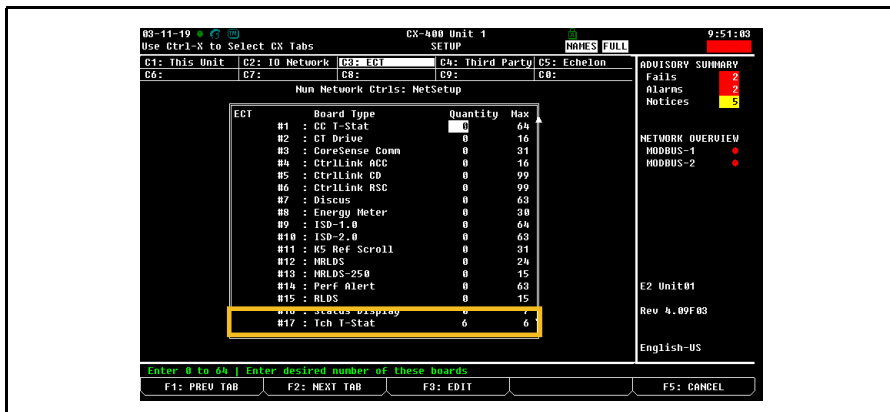 03-11-19 CX-400 Unit 1 9:51:03
Use Ctrl-X to Select CX Tabs SETUP NAMES FULL
C1: This Unit C2: IO Network C3: ECT C4: Third Party C5: Echelon
C6: C7: C8: C9: C0:
Num Network Ctrls: NetSetup
ECT Board Type Quantity Max
#1 : CC T-Stat 0 64
#2 : CT Drive 0 16
#3 : CoreSense Comm 0 31
#4 : CtrlLink ACC 0 16
#5 : CtrlLink CD 0 99
#6 : CtrlLink RSC 0 99
#7 : Discus 0 63
#8 : Energy Meter 0 30
#9 : ISD-1.0 0 64
#10 : ISD-2.0 0 63
#11 : K5 Ref Scroll 0 31
#12 : MRLDS 0 24
#13 : MRLDS-250 0 15
#14 : Perf Alert 0 63
#15 : RLDS 0 15
#16 : Status Display 0 7
#17 : Tch T-Stat 6 6
ADVISORY SUMMARY
Fails 2
Alarms 2
Notices 5
NETWORK OVERVIEW
MODBUS-1
MODBUS-2
E2 Unit01
Rev 4.09F03
English-US
Enter 0 to 64 | Enter desired number of these boards
F1: PREV TAB F2: NEXT TAB F3: EDIT F5: CANCEL